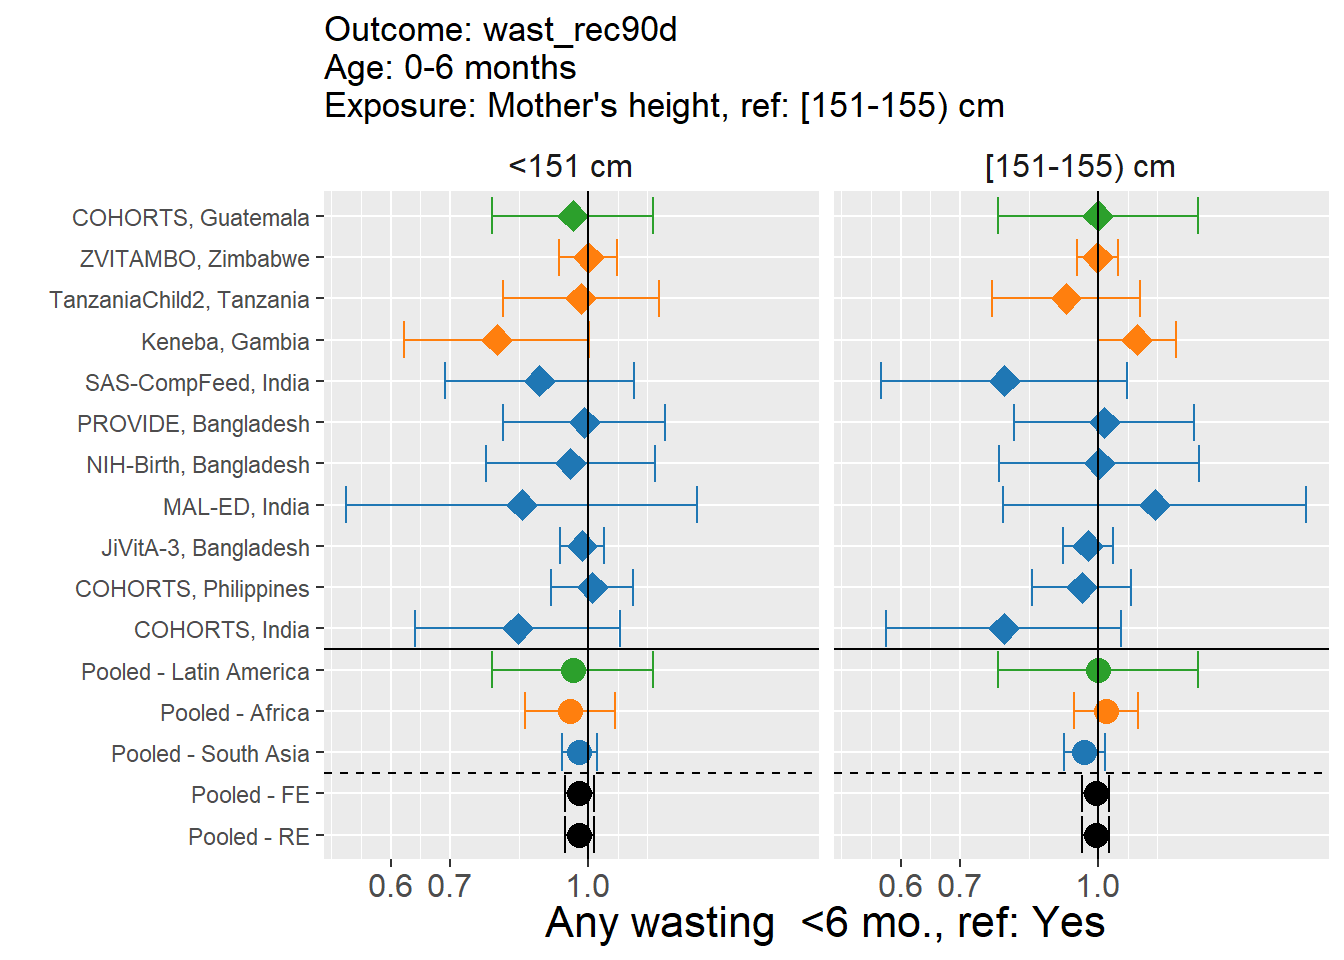 Outcome: wast_rec90d
Age: 0-6 months
Exposure: Mother's height, ref: [151-155) cm
<151 cm
[151-155) cm
COHORTS, Guatemala
ZVITAMBO, Zimbabwe
TanzaniaChild2, Tanzania
Keneba, Gambia
SAS-CompFeed, India
PROVIDE, Bangladesh
NIH-Birth, Bangladesh
MAL-ED, India
JiVitA-3, Bangladesh
COHORTS, Philippines
COHORTS, India
Pooled - Latin America
Pooled - Africa
Pooled - South Asia
Pooled - FE
Pooled - RE
0.6 0.7 1.0 0.6 0.7 1.0
Any wasting  <6 mo., ref: Yes